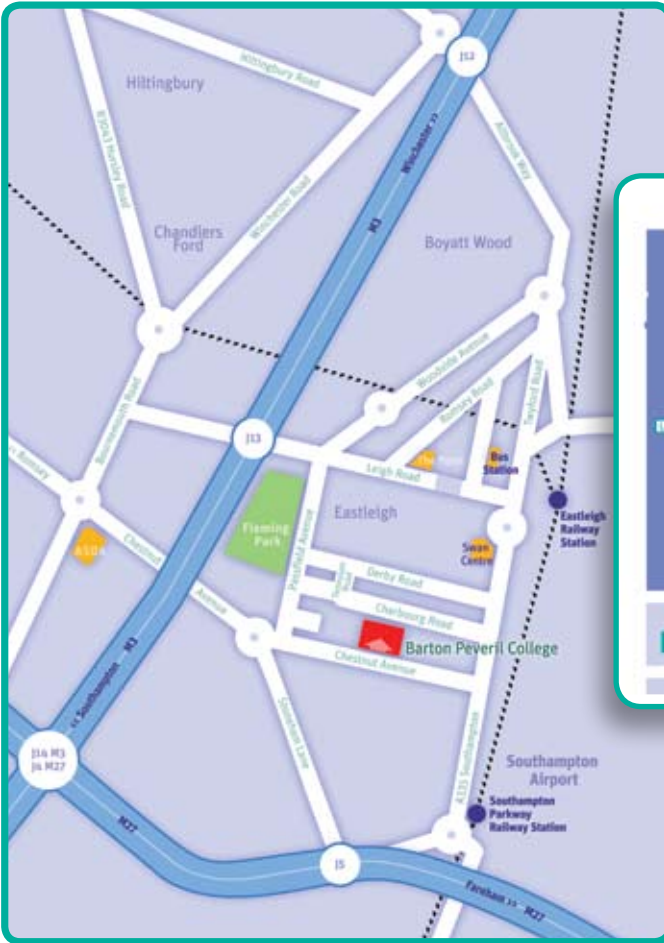 J12
Hiltingbury Road
Hiltingbury
Winchester >>
Allbrook Way
B3043 Hursley Road
Winchester Road
M3
Chandlers
Ford
Boyatt Wood
Woodside Avenue
Romsey Road
Twyford Road
Bournemouth Road
J13
<< Romsey
Leigh Road
Bus
Station
Eastleigh
Railway
Station
Eastleigh
Fleming
Park
Passfield Avenue
Swan
Centre
ASDA
Chestnut
Avenue
Derby Road
Cherbourg Road
Barton Peveril College
Chestnut Avenue
<< Southampton M3
Stoneham Lane
A335 Southampton
J14 M3
J4 M27
Southampton
Airport
Southampton
Parkway
Railway Station
M27
J5
Fareham >> M27